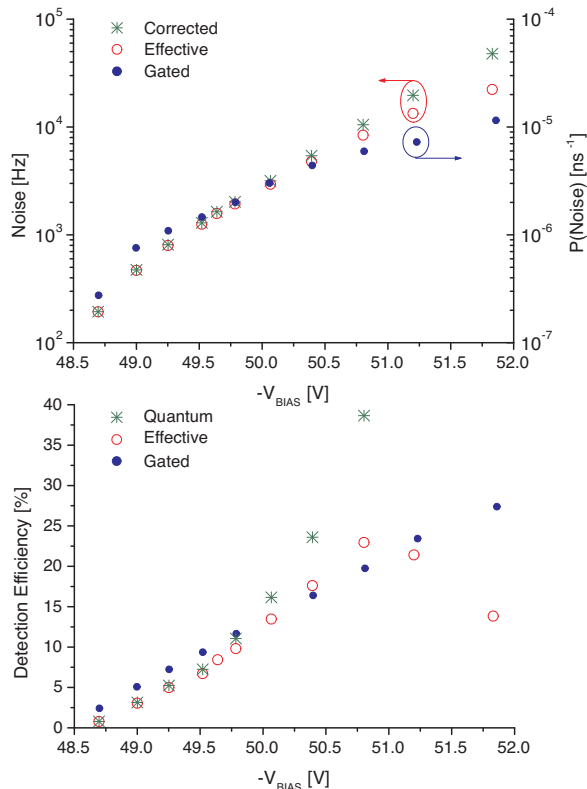 Corrected
Effective
Gated
Noise [Hz]
10^5
10^4
10^3
10^2
P(Noise) [ns^-1]
10^-4
10^-5
10^-6
10^-7
48.5 49.0 49.5 50.0 50.5 51.0 51.5 52.0
-V_BIAS [V]
Quantum
Effective
Gated
Detection Efficiency [%]
40
35
30
25
20
15
10
5
0
48.5 49.0 49.5 50.0 50.5 51.0 51.5 52.0
-V_BIAS [V]